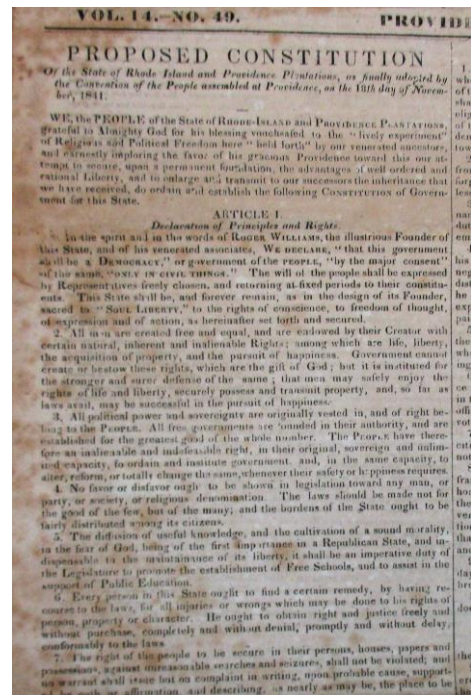 VOL. 14.—NO. 49.
PROVIDE
PROPOSED CONSTITUTION
Of the State of Rhode Island and Providence Plantations, as finally adopted by
the Convention of the People assembled at Providence, on the 18th day of Novem-
ber, 1841.
WE, the PEOPLE of the State of RHODE-ISLAND and PROVIDENCE PLANTATIONS,
grateful to Almighty God for his blessing vouchsafed to the "lively experiment"
of Religious and Political Freedom here "held forth" by our venerated ancestors,
and earnestly imploring the favor of his gracious Providence toward this our at-
tempt to secure, upon a permanent foundation, the advantages of well ordered and
rational Liberty, and to enlarge and transmit to our successors the inheritance that
we have received, do ordain and establish the following CONSTITUTION of Govern-
ment for this State.
ARTICLE I.
Declaration of Principles and Rights.
In the spirit and in the words of ROGER WILLIAMS, the illustrious Founder of
this State, and of his venerated associates, WE DECLARE, "that this government
shall be a DEMOCRACY," or government of the PEOPLE, "by the major consent"
of the same, "ONLY IN CIVIL THINGS." The will of the people shall be expressed
by Representatives freely chosen, and returning at fixed periods to their constitu-
ents. This State shall be, and forever remain, as in the design of its Founder,
sacred to "SOUL LIBERTY," to the rights of conscience, to freedom of thought,
of expression and of action, as hereinafter set forth and secured.
2. All men are created free and equal, and are endowed by their Creator with
certain natural, inherent and inalienable Rights; among which are life, liberty,
the acquisition of property, and the pursuit of happiness. Government cannot
create or bestow these rights, which are the gift of God; but it is instituted for
the stronger and surer defense of the same; that men may safely enjoy the
rights of life and liberty, securely possess and transmit property, and, so far as
laws avail, may be successful in the pursuit of happiness.
3. All political power and sovereignty are originally vested in, and of right be-
long to the PEOPLE. All free governments are founded in their authority, and are
established for the greatest good of the whole number. The PEOPLE have there-
fore an inalienable and indefeasible right, in their original, sovereign and unlim-
ited capacity, to ordain and institute government, and, in the same capacity, to
alter, reform, or totally change the same, whenever their safety or happiness requires.
4. No favor or disfavor ought to be shown in legislation toward any man, or
party, or society, or religious denomination. The laws should be made not for
the good of the few, but of the many; and the burdens of the State ought to be
fairly distributed among its citizens.
5. The diffusion of useful knowledge, and the cultivation of a sound morality,
in the fear of God, being of the first importance in a Republican State, and in-
dispensable to the maintainance of its liberty, it shall be an imperative duty of
the Legislature to promote the establishment of Free Schools, and to assist in the
support of Public Education.
6. Every person in this State ought to find a certain remedy, by having re-
course to the laws, for all injuries or wrongs which may be done to his rights of
person, property or character. He ought to obtain right and justice freely and
without purchase, completely and without denial, promptly and without delay,
conformably to the laws.
7. The right of the people to be secure in their persons, houses, papers and
possessions, against unreasonable searches and seizures, shall not be violated; and
no warrant shall issue but on complaint in writing, upon probable cause, support-
oath or affirmation, and describing, as nearly as may be, the place to be